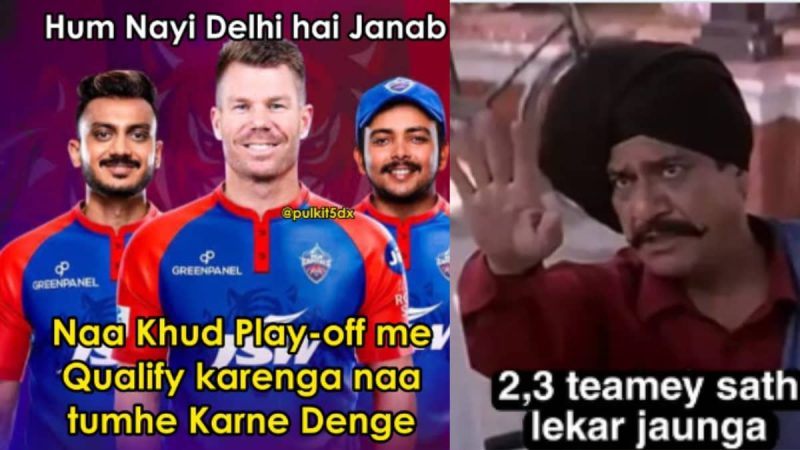 Hum Nayi Delhi hai Janab
@pulkit5dx
GREENPANEL
GREENPANEL
JSW
Naa Khud Play-off me
Qualify karenga naa
tumhe Karne Denge
2,3 teamey sath
lekar jaunga